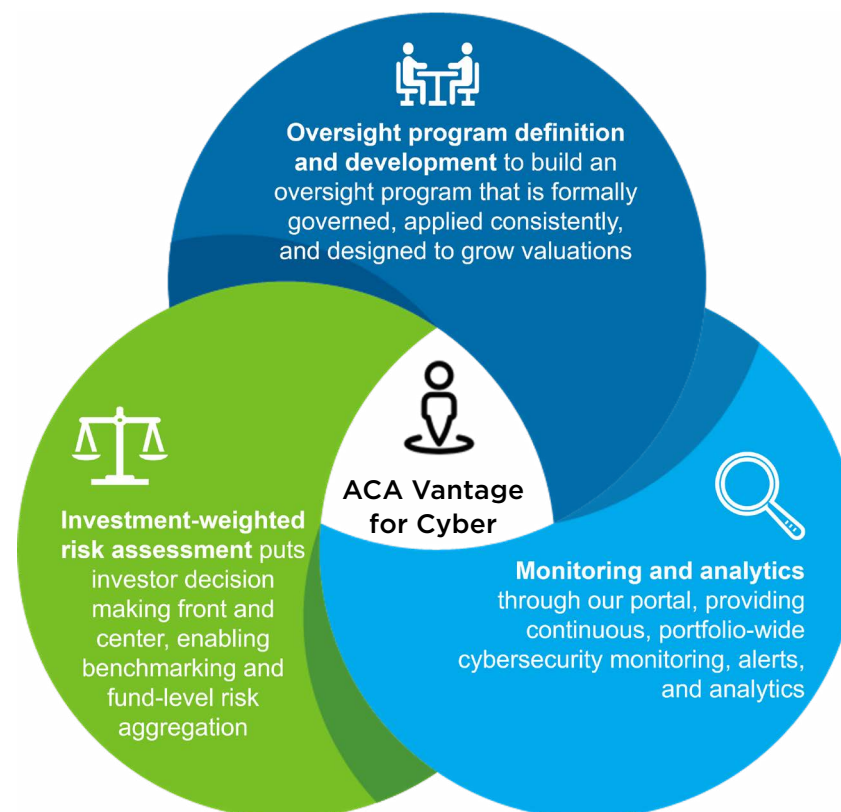 Oversight program definition
and development to build an
oversight program that is formally
governed, applied consistently,
and designed to grow valuations
ACA Vantage
for Cyber
Investment-weighted
risk assessment puts
investor decision
making front and
center, enabling
benchmarking and
fund-level risk
aggregation
Monitoring and analytics
through our portal, providing
continuous, portfolio-wide
cybersecurity monitoring, alerts,
and analytics